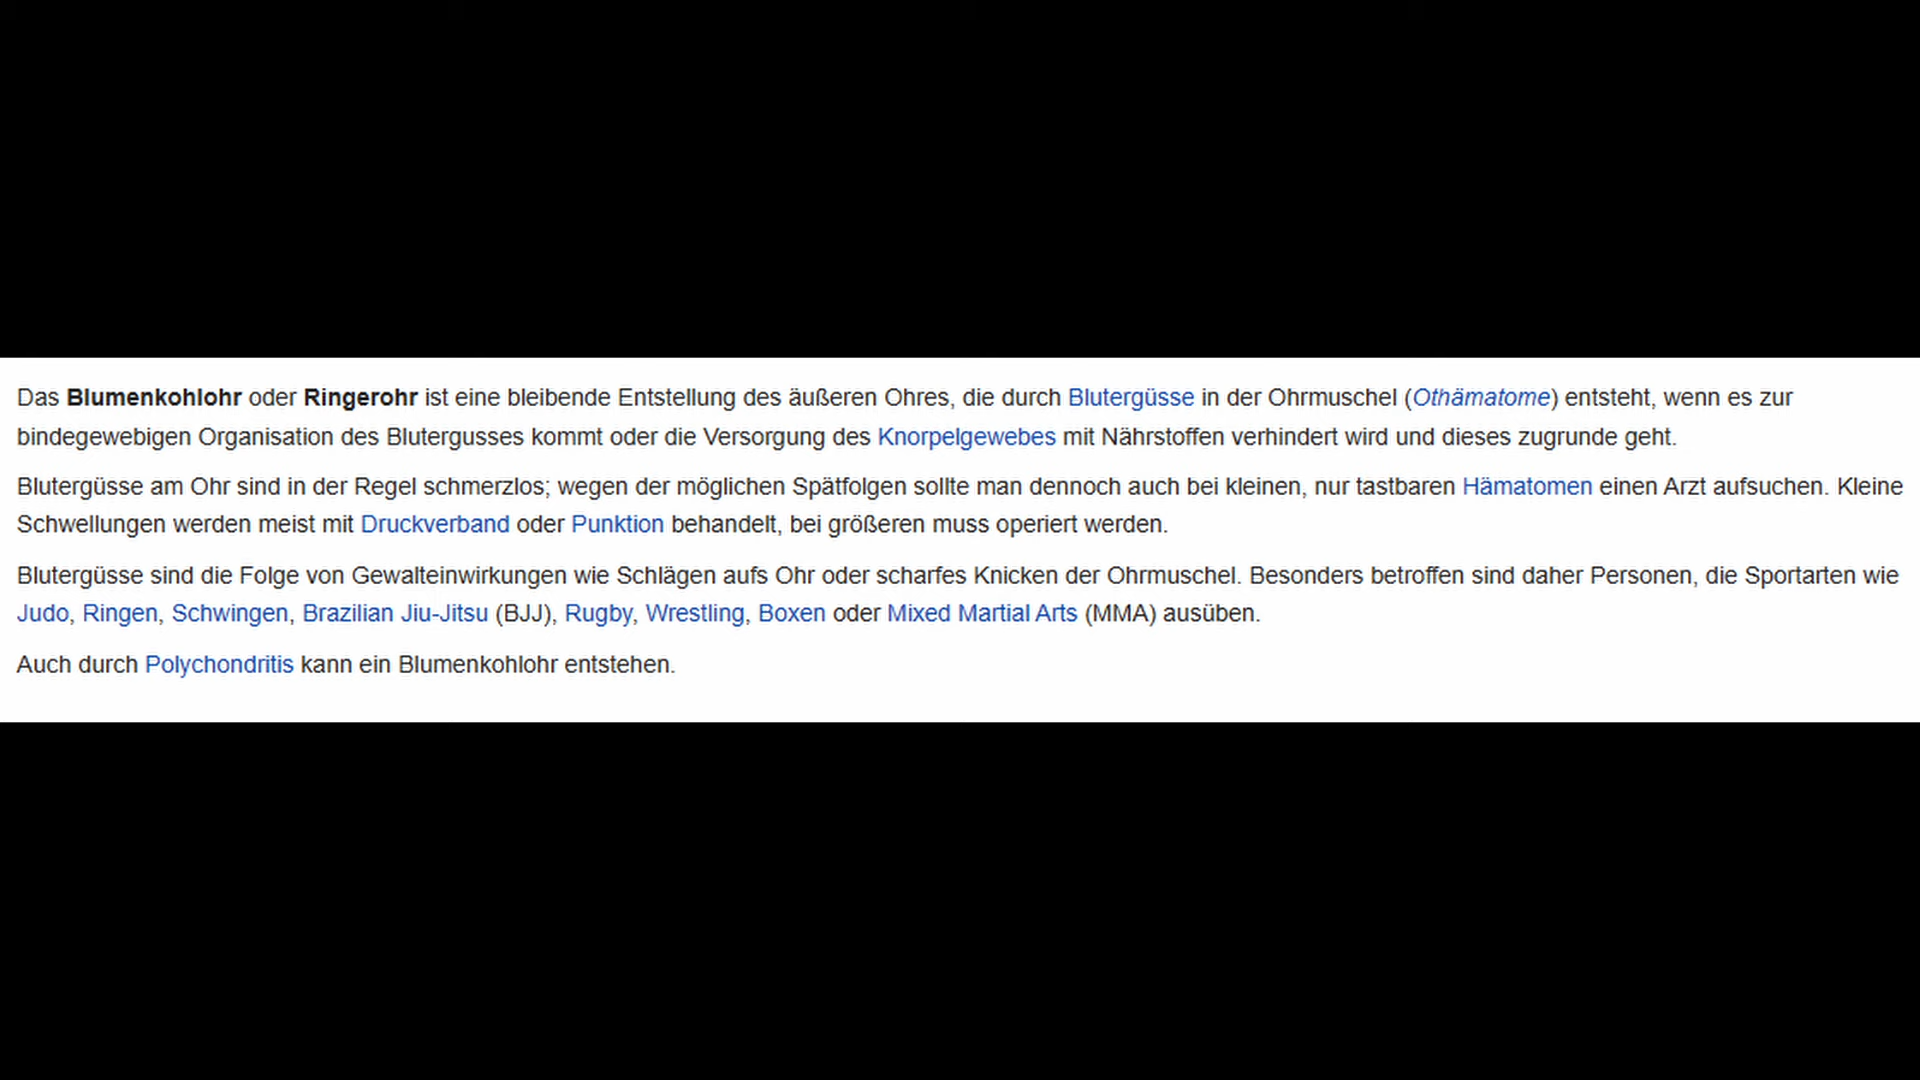 Das Blumenkohlohr oder Ringerohr ist eine bleibende Entstellung des äußeren Ohres, die durch Blutergüsse in der Ohrmuschel (Othämatome) entsteht, wenn es zur
bindegewebigen Organisation des Blutergusses kommt oder die Versorgung des Knorpelgewebes mit Nährstoffen verhindert wird und dieses zugrunde geht.
Blutergüsse am Ohr sind in der Regel schmerzlos; wegen der möglichen Spätfolgen sollte man dennoch auch bei kleinen, nur tastbaren Hämatomen einen Arzt aufsuchen. Kleine
Schwellungen werden meist mit Druckverband oder Punktion behandelt, bei größeren muss operiert werden.
Blutergüsse sind die Folge von Gewalteinwirkungen wie Schlägen aufs Ohr oder scharfes Knicken der Ohrmuschel. Besonders betroffen sind daher Personen, die Sportarten wie
Judo, Ringen, Schwingen, Brazilian Jiu-Jitsu (BJJ), Rugby, Wrestling, Boxen oder Mixed Martial Arts (MMA) ausüben.
Auch durch Polychondritis kann ein Blumenkohlohr entstehen.